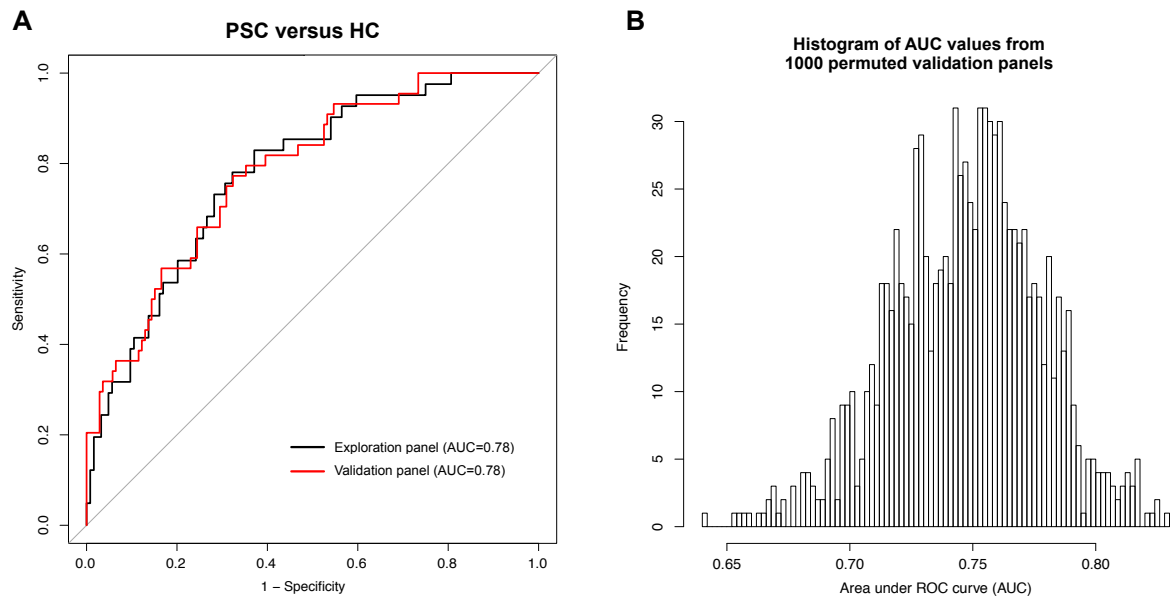 A
PSC versus HC
1.0
0.8
0.6
0.4
0.2
0.0
Sensitivity
Exploration panel (AUC=0.78)
Validation panel (AUC=0.78)
0.0 0.2 0.4 0.6 0.8 1.0
1 − Specificity
B
Histogram of AUC values from
1000 permuted validation panels
30
25
20
15
10
5
0
Frequency
0.65 0.70 0.75 0.80
Area under ROC curve (AUC)